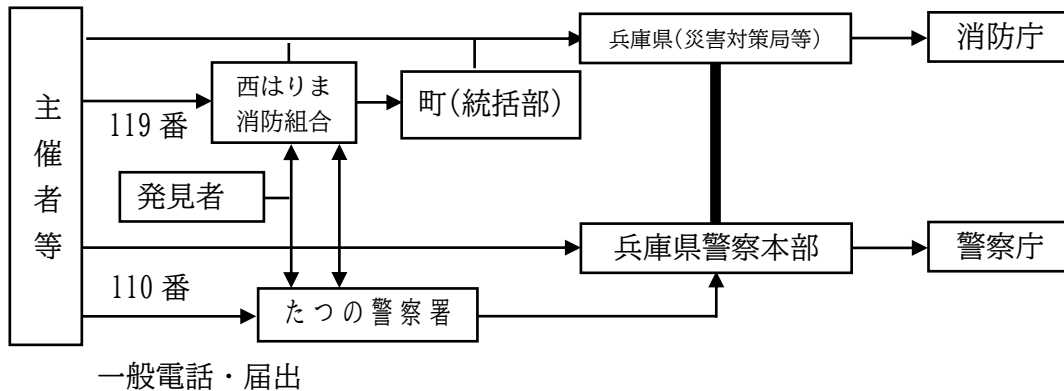 主催者等
兵庫県(災害対策局等)
消防庁
西はりま
消防組合
町(統括部)
119番
発見者
兵庫県警察本部
警察庁
110番
たつの警察署
一般電話・届出